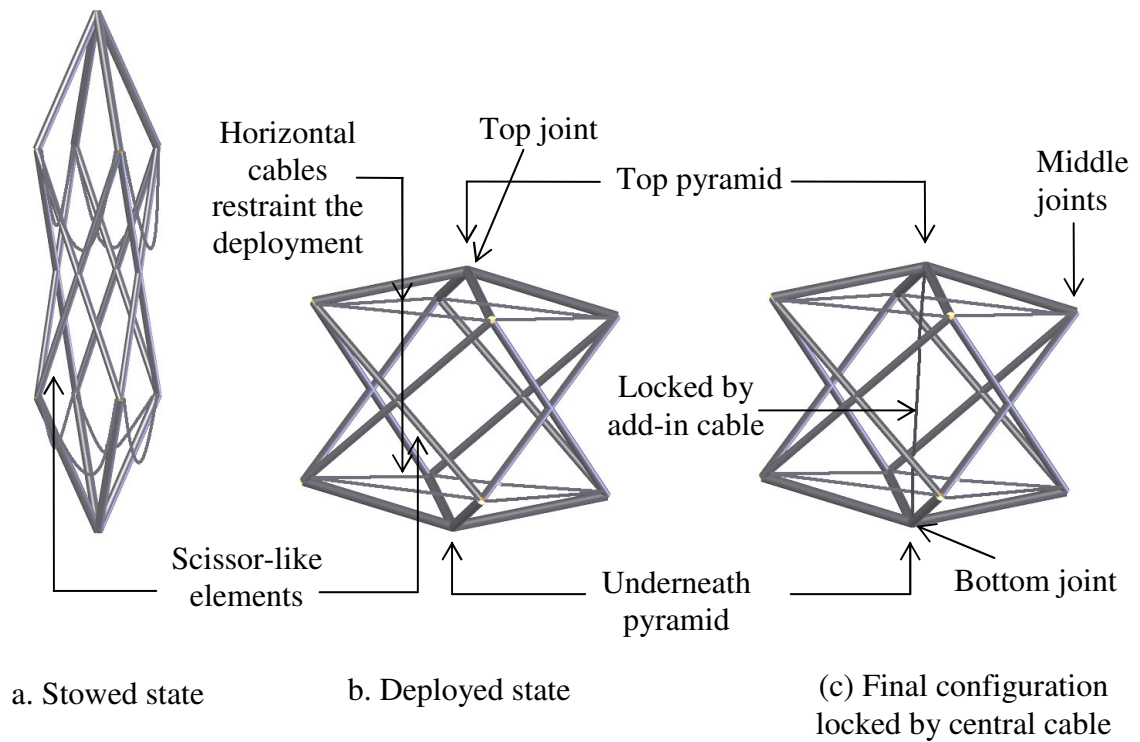 Horizontal
cables
restraint the
deployment
Top joint
Top pyramid
Middle
joints
Locked by
add-in cable
Scissor-like
elements
Underneath
pyramid
Bottom joint
a. Stowed state
b. Deployed state
(c) Final configuration
locked by central cable